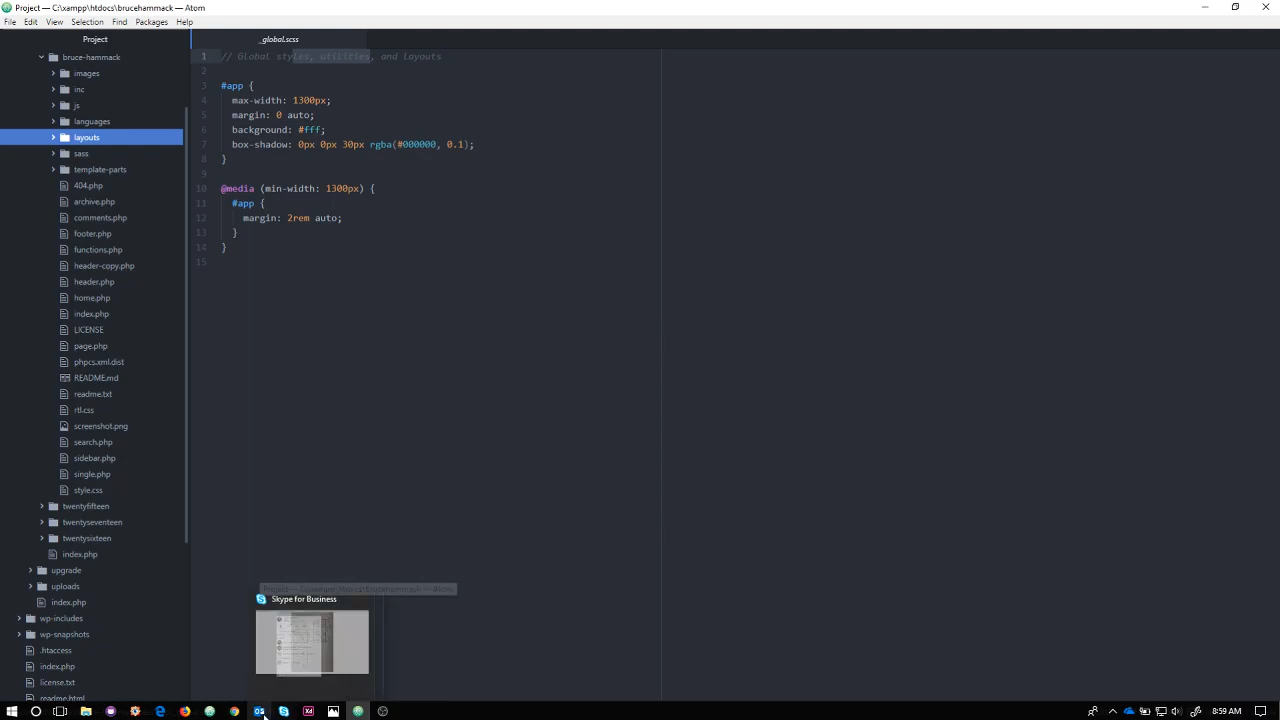 Project — C:\xampp\htdocs\brucehammack — Atom
File Edit View Selection Find Packages Help
Project
bruce-hammack
images
inc
js
languages
layouts
sass
template-parts
404.php
archive.php
comments.php
footer.php
functions.php
header-copy.php
header.php
home.php
index.php
LICENSE
page.php
phpcs.xml.dist
README.md
readme.txt
rtl.css
screenshot.png
search.php
sidebar.php
single.php
style.css
twentyfifteen
twentyseventeen
twentysixteen
index.php
upgrade
uploads
index.php
wp-includes
wp-snapshots
.htaccess
index.php
license.txt
readme.html
_global.scss
1 // Global styles, utilities, and layouts
2
3 #app {
4 max-width: 1300px;
5 margin: 0 auto;
6 background: #fff;
7 box-shadow: 0px 0px 30px rgba(#000000, 0.1);
8 }
9
10 @media (min-width: 1300px) {
11 #app {
12 margin: 2rem auto;
13 }
14 }
15
Project — C:\xampp\htdocs\brucehammack — Atom
Skype for Business
8:59 AM